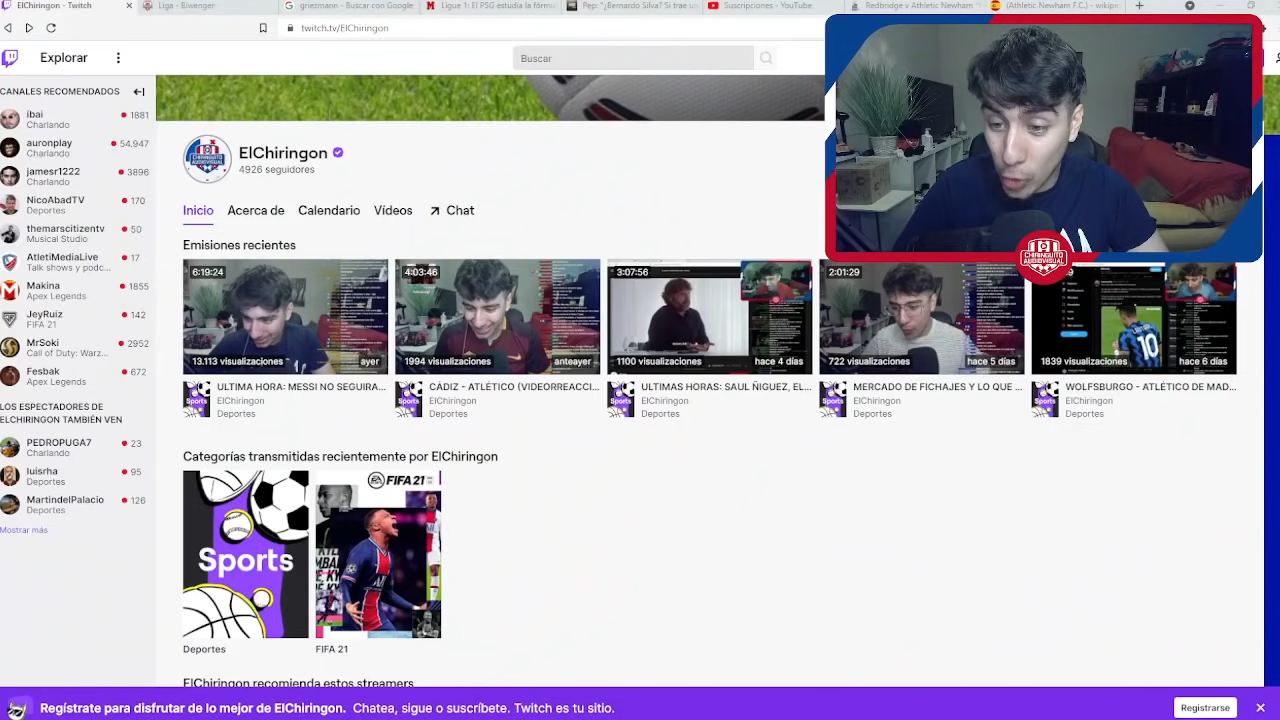 ElChiringon - Twitch
Liga - Biwenger
griezmann - Buscar con Google
Ligue 1: El PSG estudia la fórmu
Pep: "¿Bernardo Silva? Si trae un
Suscripciones - YouTube
Redbridge v Athletic Newham
(Athletic Newham F.C.) - wikipe
twitch.tv/ElChiringon
Explorar
Buscar
CANALES RECOMENDADOS
ibai
1881
Charlando
auronplay
54.947
Charlando
jamesr1222
3896
Charlando
NicoAbadTV
170
Deportes
themarscitizentv
50
Musical Studio
AtletiMediaLive
17
Talk shows y podc...
Makina
1855
Apex Legends
JeyRuiz
142
FIFA 21
MrSoki
2952
Call of Duty: Warz...
Fesbak
672
Apex Legends
LOS ESPECTADORES DE
ELCHIRINGON TAMBIÉN VEN
PEDROPUGA7
23
Charlando
luisrha
95
Deportes
MartindelPalacio
126
Deportes
Mostrar más
ElChiringon
4926 seguidores
Inicio
Acerca de
Calendario
Vídeos
Chat
CHIRINGUITO
AUDIOVISUAL
Emisiones recientes
6:19:24
13.113 visualizaciones
ayer
ULTIMA HORA: MESSI NO SEGUIRA...
ElChiringon
Deportes
4:03:46
1994 visualizaciones
anteayer
CÁDIZ - ATLÉTICO (VIDEORREACCI...
ElChiringon
Deportes
3:07:56
1100 visualizaciones
hace 4 días
ULTIMAS HORAS: SAUL ÑIGUEZ, EL...
ElChiringon
Deportes
2:01:29
722 visualizaciones
hace 5 días
MERCADO DE FICHAJES Y LO QUE ...
ElChiringon
Deportes
10
1839 visualizaciones
hace 6 días
WOLFSBURGO - ATLÉTICO DE MAD...
ElChiringon
Deportes
Categorías transmitidas recientemente por ElChiringon
Sports
Deportes
EA SPORTS FIFA 21
FIFA 21
ElChiringon recomienda estos streamers
Regístrate para disfrutar de lo mejor de ElChiringon. Chatea, sigue o suscríbete. Twitch es tu sitio.
Registrarse